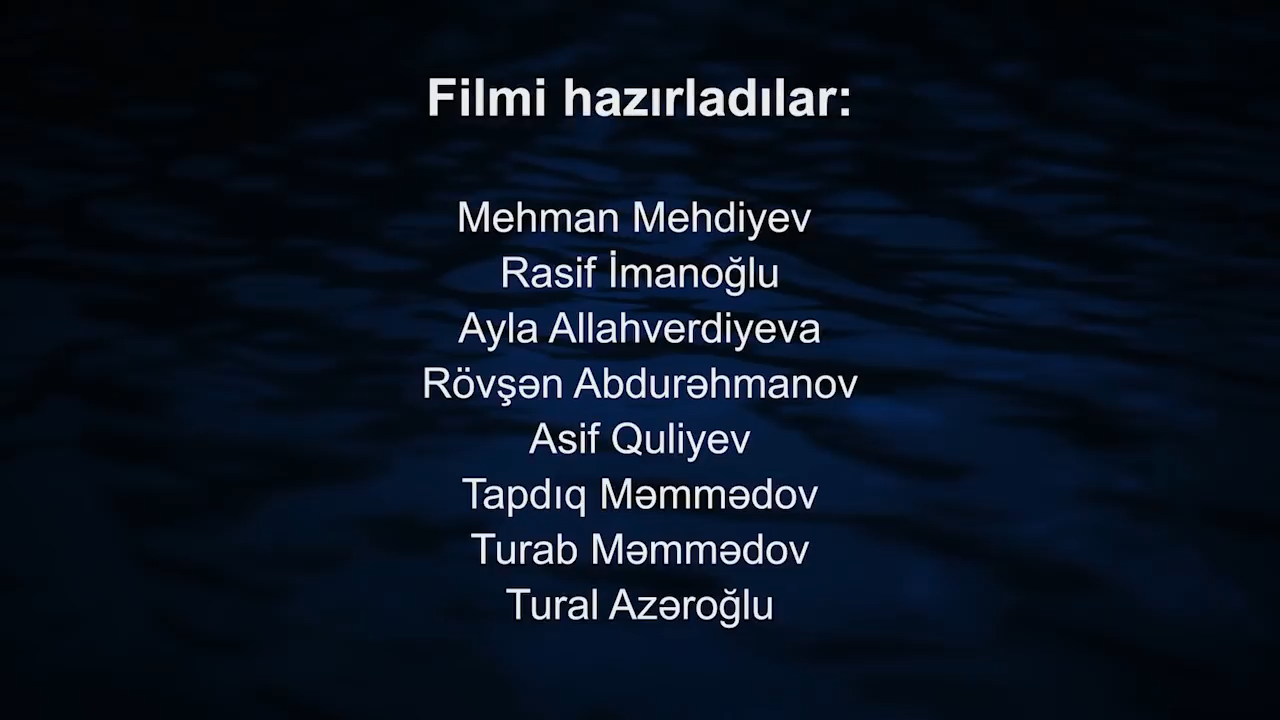 Filmi hazırladılar:
Mehman Mehdiyev
Rasif İmanoğlu
Ayla Allahverdiyeva
Rövşən Abdurəhmanov
Asif Quliyev
Tapdıq Məmmədov
Turab Məmmədov
Tural Azəroğlu